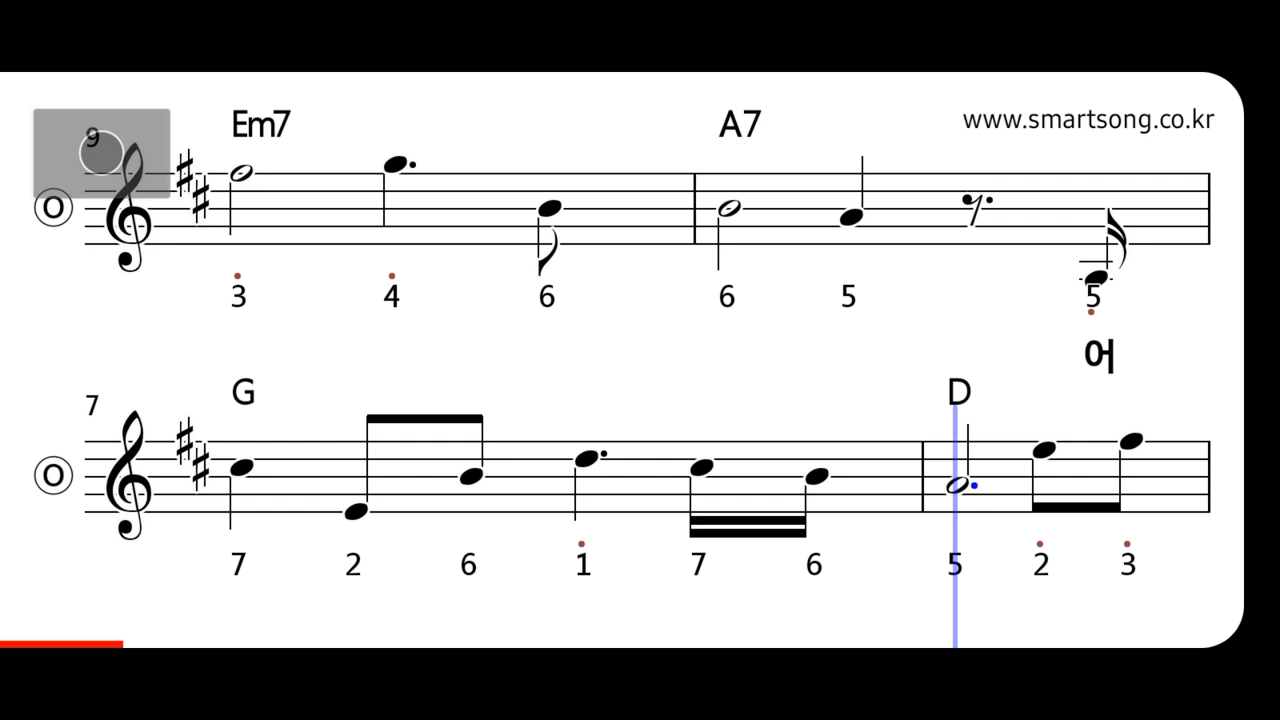 9
Em7 A7 www.smartsong.co.kr
O
3 4 6 6 5 5
어
7 G D
O
7 2 6 1 7 6 5 2 3